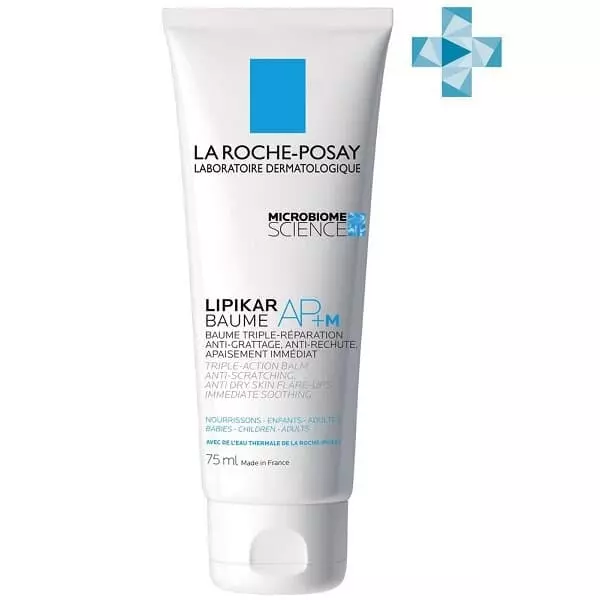 LA ROCHE-POSAY
LABORATOIRE DERMATOLOGIQUE
MICROBIOME
SCIENCE
LIPIKAR
BAUME AP+M
BAUME TRIPLE-RÉPARATION
ANTI-GRATTAGE, ANTI-RECHUTE,
APAISEMENT IMMÉDIAT
TRIPLE-ACTION BALM
ANTI-SCRATCHING,
ANTI DRY SKIN FLARE-UPS
IMMEDIATE SOOTHING
NOURRISSONS - ENFANTS - ADULTES
BABIES - CHILDREN - ADULTS
AVEC DE L'EAU THERMALE DE LA ROCHE-POSAY
75 ml Made in France